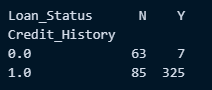 Loan_Status N Y
Credit_History
0.0 63 7
1.0 85 325